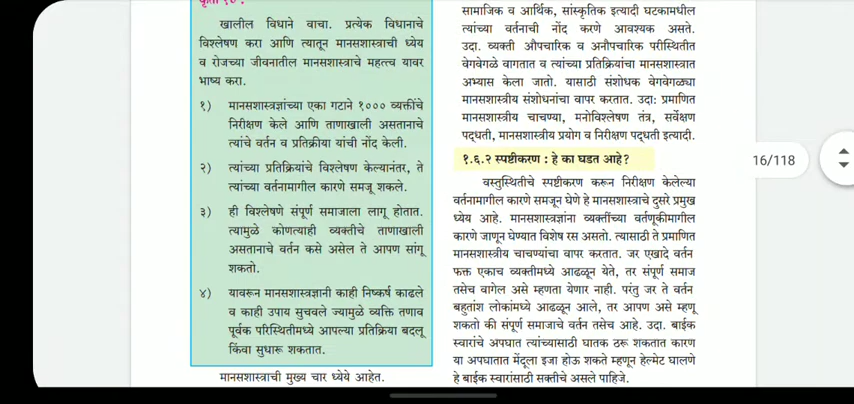 कृती १० :
खालील विधाने वाचा. प्रत्येक विधानाचे
विश्लेषण करा आणि त्यातून मानसशास्त्राची ध्येय
व रोजच्या जीवनातील मानसशास्त्राचे महत्त्व यावर
भाष्य करा.
१) मानसशास्त्रज्ञांच्या एका गटाने १००० व्यक्तींचे
निरीक्षण केले आणि ताणाखाली असतानाचे
त्यांचे वर्तन व प्रतिक्रीया यांची नोंद केली.
२) त्यांच्या प्रतिक्रियांचे विश्लेषण केल्यानंतर, ते
त्यांच्या वर्तनामागील कारणे समजू शकले.
३) ही विश्लेषणे संपूर्ण समाजाला लागू होतात.
त्यामुळे कोणत्याही व्यक्तीचे ताणाखाली
असतानाचे वर्तन कसे असेल ते आपण सांगू
शकतो.
४) यावरून मानसशास्त्रज्ञानी काही निष्कर्ष काढले
व काही उपाय सुचवले ज्यामुळे व्यक्ति तणाव
पूर्वक परिस्थितीमध्ये आपल्या प्रतिक्रिया बदलू
किंवा सुधारू शकतात.
मानसशास्त्राची मुख्य चार ध्येये आहेत.
सामाजिक व आर्थिक, सांस्कृतिक इत्यादी घटकामधील
त्यांच्या वर्तनाची नोंद करणे आवश्यक असते.
उदा. व्यक्ती औपचारिक व अनौपचारिक परीस्थितीत
वेगवेगळे वागतात व त्यांच्या प्रतिक्रियांचा मानसशास्त्रात
अभ्यास केला जातो. यासाठी संशोधक वेगवेगळ्या
मानसशास्त्रीय संशोधनांचा वापर करतात. उदा: प्रमाणित
मानसशास्त्रीय चाचण्या, मनोविश्लेषण तंत्र, सर्वेक्षण
पद्धती, मानसशास्त्रीय प्रयोग व निरीक्षण पद्धती इत्यादी.
१.६.२ स्पष्टीकरण : हे का घडत आहे?
वस्तुस्थितीचे स्पष्टीकरण करून निरीक्षण केलेल्या
वर्तनामागील कारणे समजून घेणे हे मानसशास्त्राचे दुसरे प्रमुख
ध्येय आहे. मानसशास्त्रज्ञांना व्यक्तींच्या वर्तणूकीमागील
कारणे जाणून घेण्यात विशेष रस असतो. त्यासाठी ते प्रमाणित
मानसशास्त्रीय चाचण्यांचा वापर करतात. जर एखादे वर्तन
फक्त एकाच व्यक्तीमध्ये आढळून येते, तर संपूर्ण समाज
तसेच वागेल असे म्हणता येणार नाही. परंतु जर ते वर्तन
बहुतांश लोकांमध्ये आढळून आले, तर आपण असे म्हणू
शकतो की संपूर्ण समाजाचे वर्तन तसेच आहे. उदा. बाईक
स्वारांचे अपघात त्यांच्यासाठी घातक ठरू शकतात कारण
या अपघातात मेंदूला इजा होऊ शकते म्हणून हेल्मेट घालणे
हे बाईक स्वारांसाठी सक्तीचे असले पाहिजे.
16/118